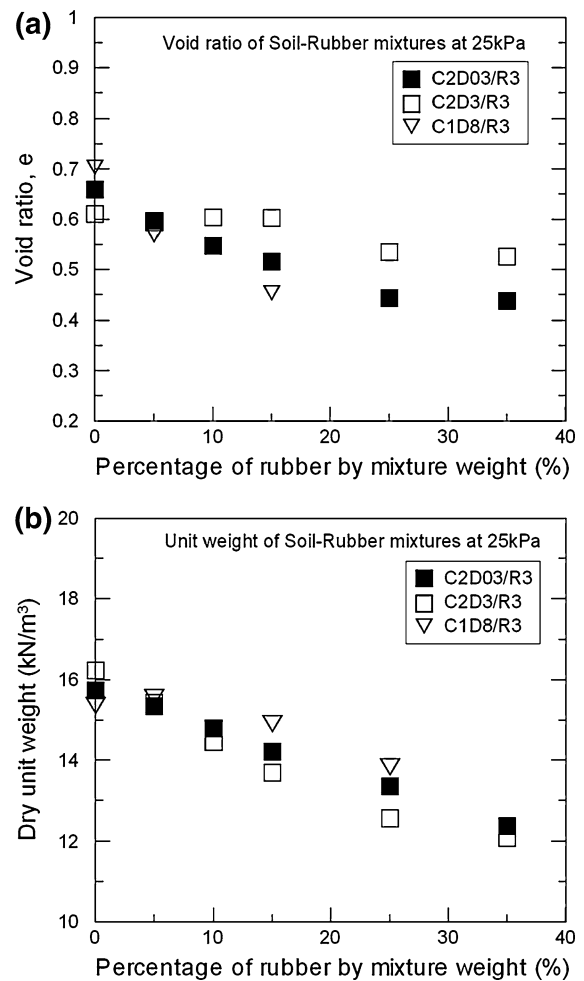 (a)
Void ratio of Soil-Rubber mixtures at 25kPa
C2D03/R3
C2D3/R3
C1D8/R3
Void ratio, e
1
0.9
0.8
0.7
0.6
0.5
0.4
0.3
0.2
0 10 20 30 40
Percentage of rubber by mixture weight (%)
(b)
Unit weight of Soil-Rubber mixtures at 25kPa
C2D03/R3
C2D3/R3
C1D8/R3
Dry unit weight (kN/m³)
20
18
16
14
12
10
0 10 20 30 40
Percentage of rubber by mixture weight (%)